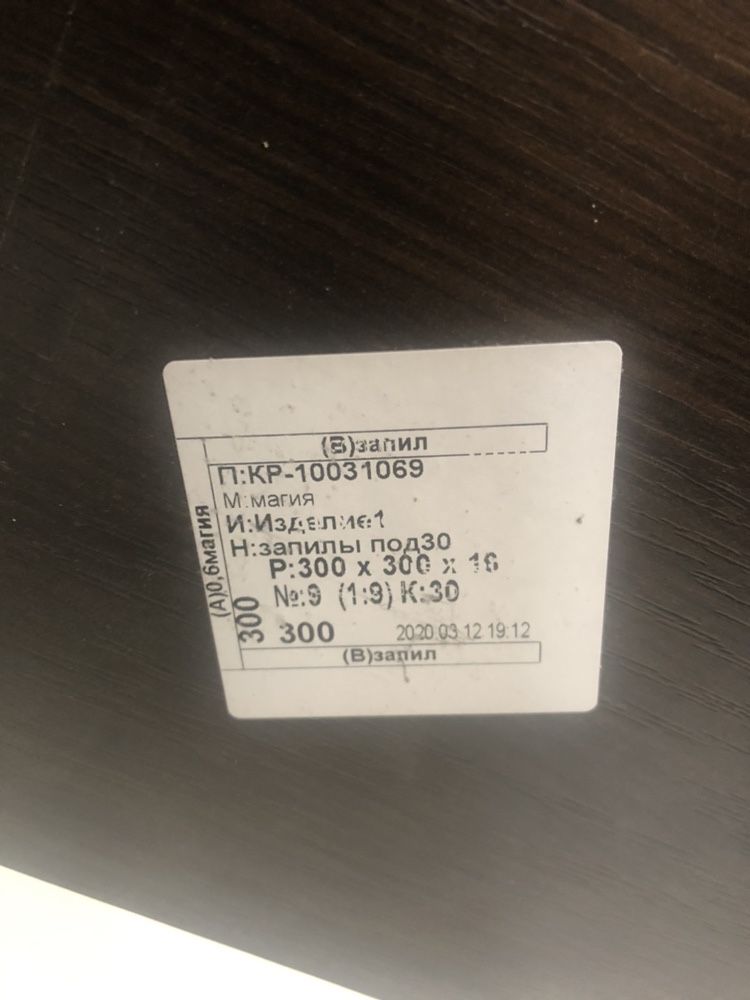 (В)запил
П:КР-10031069
М:магия
И:Изделие1
Н:запилы под30
Р:300 x 300 x 16
№:9 (1:9) К:30
300 2020.03.12 19:12
(В)запил
(А)0,6магия
300